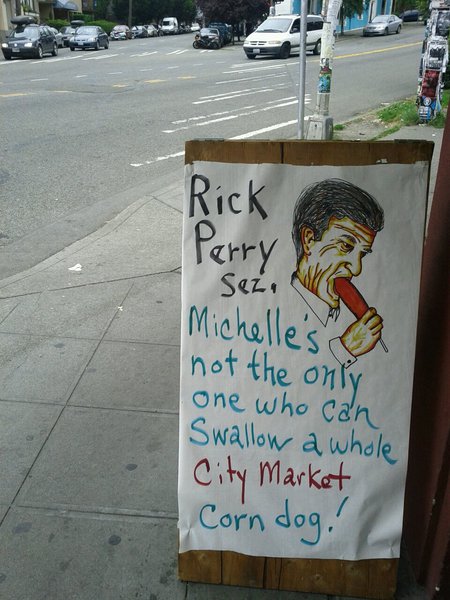 Rick
Perry
sez.
Michelle's
not the only
one who can
Swallow a whole
City Market
Corn dog!